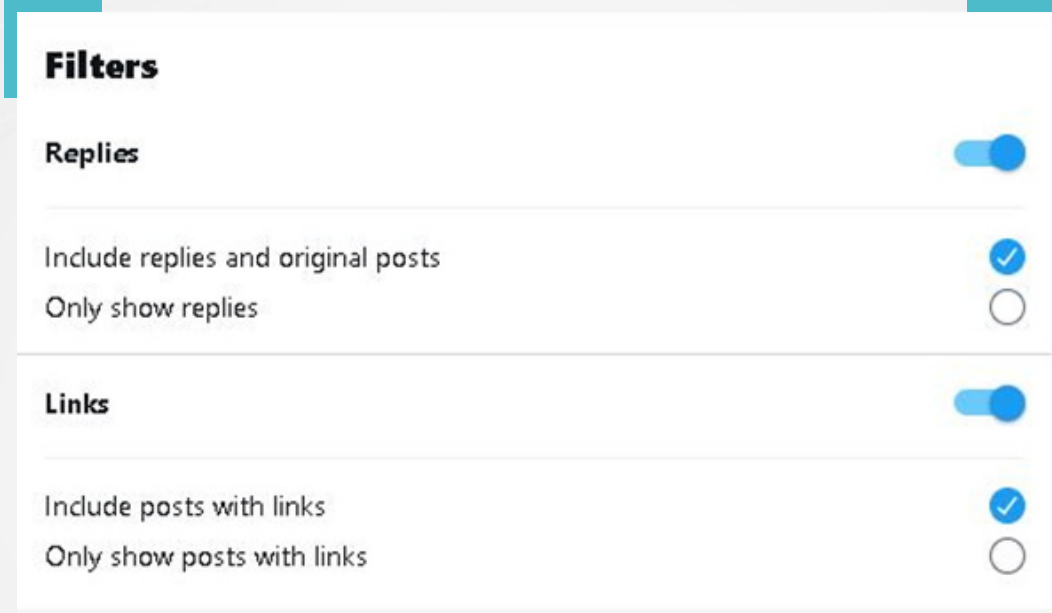 Filters
Replies
Include replies and original posts
Only show replies
Links
Include posts with links
Only show posts with links